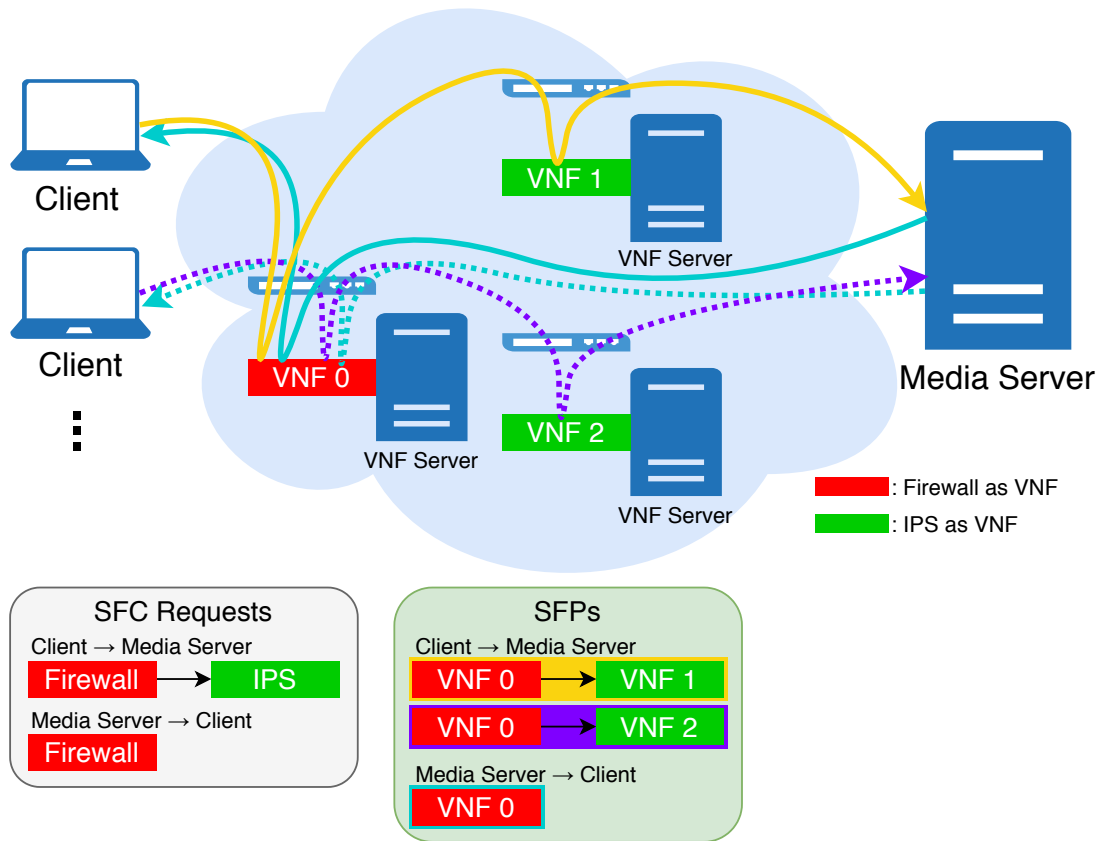 Client
VNF 1
VNF Server
Client
VNF 0
VNF Server
VNF 2
VNF Server
Media Server
: Firewall as VNF
: IPS as VNF
SFC Requests
Client → Media Server
Firewall → IPS
Media Server → Client
Firewall
SFPs
Client → Media Server
VNF 0 → VNF 1
VNF 0 → VNF 2
Media Server → Client
VNF 0